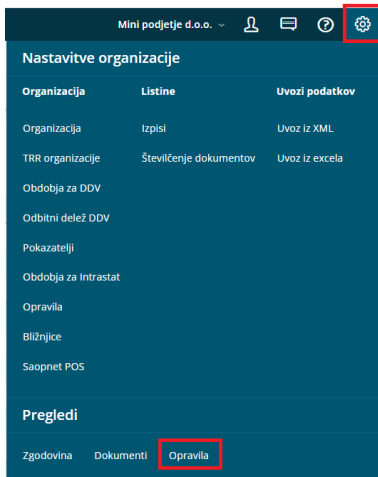 Mini podjetje d.o.o.
Nastavitve organizacije
Organizacija Listine Uvozi podatkov
Organizacija Izpisi Uvoz iz XML
TRR organizacije Številčenje dokumentov Uvoz iz excela
Obdobja za DDV
Odbitni delež DDV
Pokazatelji
Obdobja za Intrastat
Opravila
Bližnjice
Saopnet POS
Pregledi
Zgodovina Dokumenti Opravila